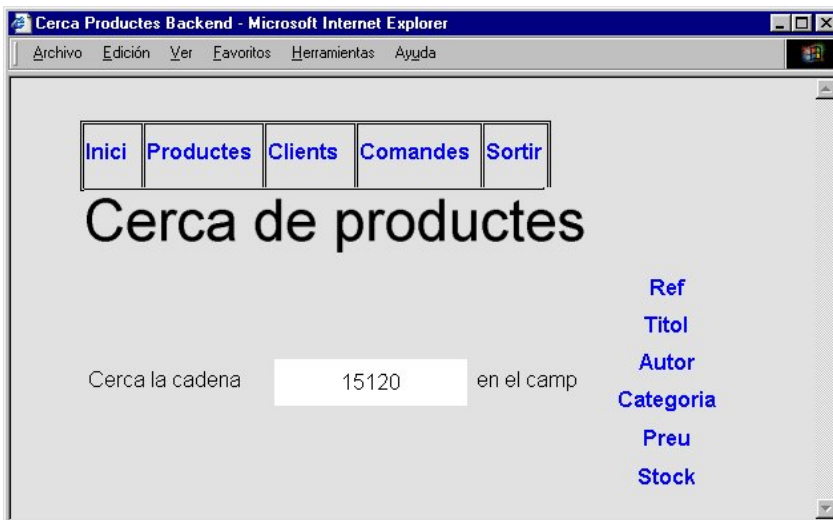 Cerca Productes Backend - Microsoft Internet Explorer
Archivo Edición Ver Favoritos Herramientas Ayuda
Inici Productes Clients Comandes Sortir
Cerca de productes
Cerca la cadena 15120 en el camp
Ref
Titol
Autor
Categoria
Preu
Stock